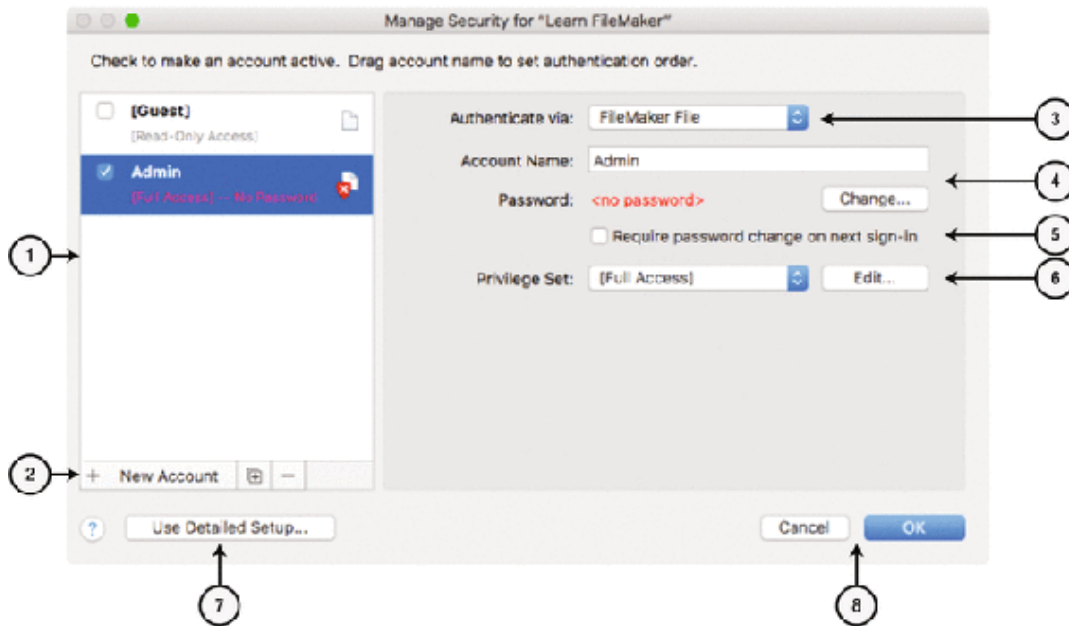 Manage Security for "Learn FileMaker"
Check to make an account active. Drag account name to set authentication order.
[Guest]
[Read-Only Access]
Admin
[Full Access] — No Password
Authenticate via: FileMaker File
3
Account Name: Admin
4
Password: <no password> Change...
Require password change on next sign-in
5
Privilege Set: [Full Access] Edit...
6
1
2
+ New Account
?
Use Detailed Setup...
Cancel
OK
7
8